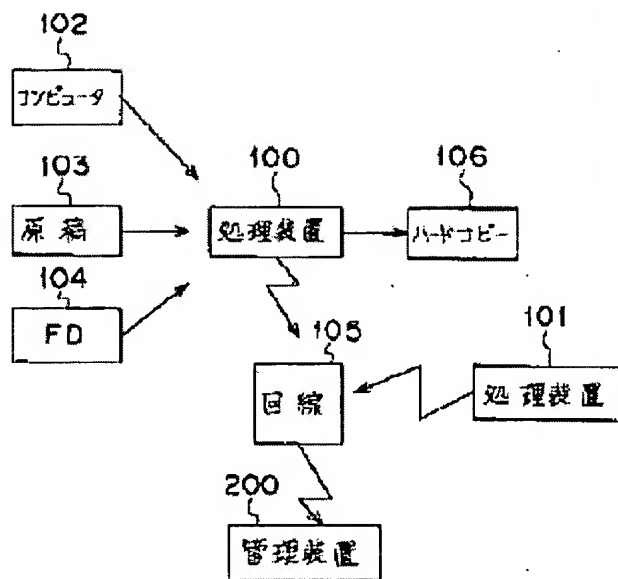 102
コンピュータ
103
原稿
104
FD
100
処理装置
106
ハードコピー
105
回線
101
処理装置
200
管理装置